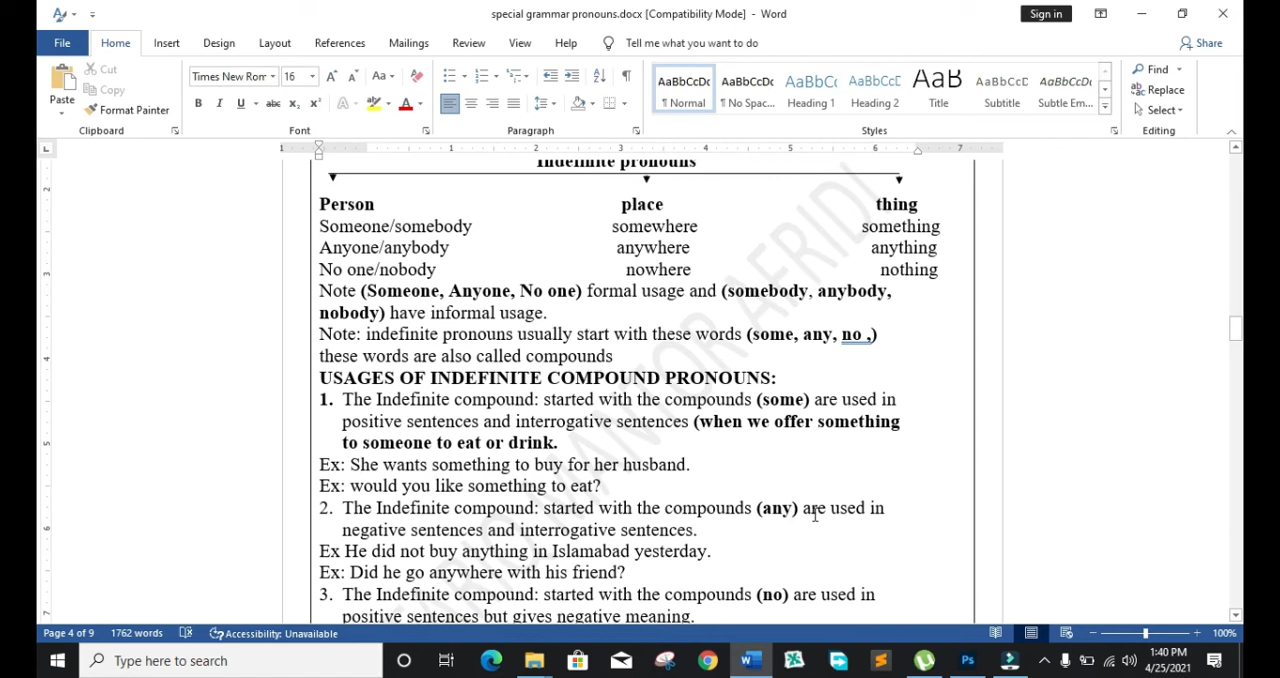 special grammar pronouns.docx [Compatibility Mode] - Word
Sign in
File Home Insert Design Layout References Mailings Review View Help Tell me what you want to do Share
Paste
Cut
Copy
Format Painter
Clipboard
Times New Rom 16
Font
Paragraph
AaBbCcDc AaBbCcDc AaBbCc AaBbCcD AaB AaBbCcD AaBbCcDc
¶ Normal ¶ No Spac... Heading 1 Heading 2 Title Subtitle Subtle Em...
Styles
Find
Replace
Select
Editing
1 1 2 3 4 5 6 7
Indefinite pronouns
Person place thing
Someone/somebody somewhere something
Anyone/anybody anywhere anything
No one/nobody nowhere nothing
Note (Someone, Anyone, No one) formal usage and (somebody, anybody,
nobody) have informal usage.
Note: indefinite pronouns usually start with these words (some, any, no ,)
these words are also called compounds
USAGES OF INDEFINITE COMPOUND PRONOUNS:
1. The Indefinite compound: started with the compounds (some) are used in
positive sentences and interrogative sentences (when we offer something
to someone to eat or drink.
Ex: She wants something to buy for her husband.
Ex: would you like something to eat?
2. The Indefinite compound: started with the compounds (any) are used in
negative sentences and interrogative sentences.
Ex He did not buy anything in Islamabad yesterday.
Ex: Did he go anywhere with his friend?
3. The Indefinite compound: started with the compounds (no) are used in
positive sentences but gives negative meaning.
MANTOR AFRIDI
Page 4 of 9 1762 words Accessibility: Unavailable 100%
Type here to search
1:40 PM
4/25/2021